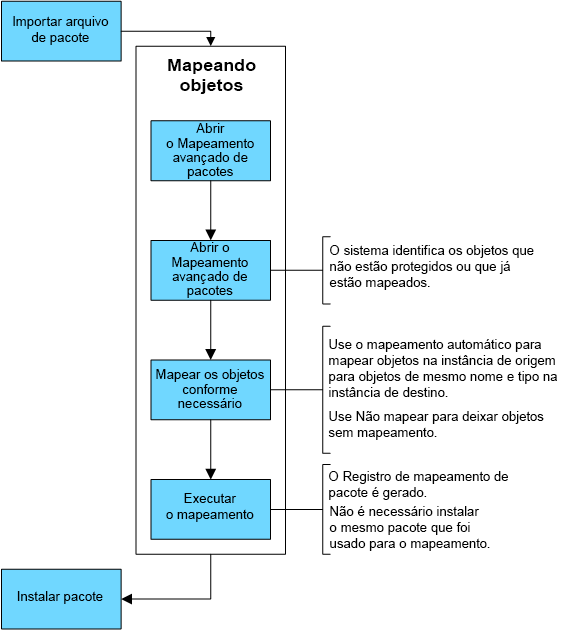 Importar arquivo
de pacote
Mapeando
objetos
Abrir
o Mapeamento
avançado de
pacotes
Abrir o
Mapeamento
avançado de
pacotes
O sistema identifica os objetos que
não estão protegidos ou que já
estão mapeados.
Mapear os objetos
conforme
necessário
Use o mapeamento automático para
mapear objetos na instância de origem
para objetos de mesmo nome e tipo na
instância de destino.
Use Não mapear para deixar objetos
sem mapeamento.
Executar
o mapeamento
O Registro de mapeamento de
pacote é gerado.
Não é necessário instalar
o mesmo pacote que foi
usado para o mapeamento.
Instalar pacote